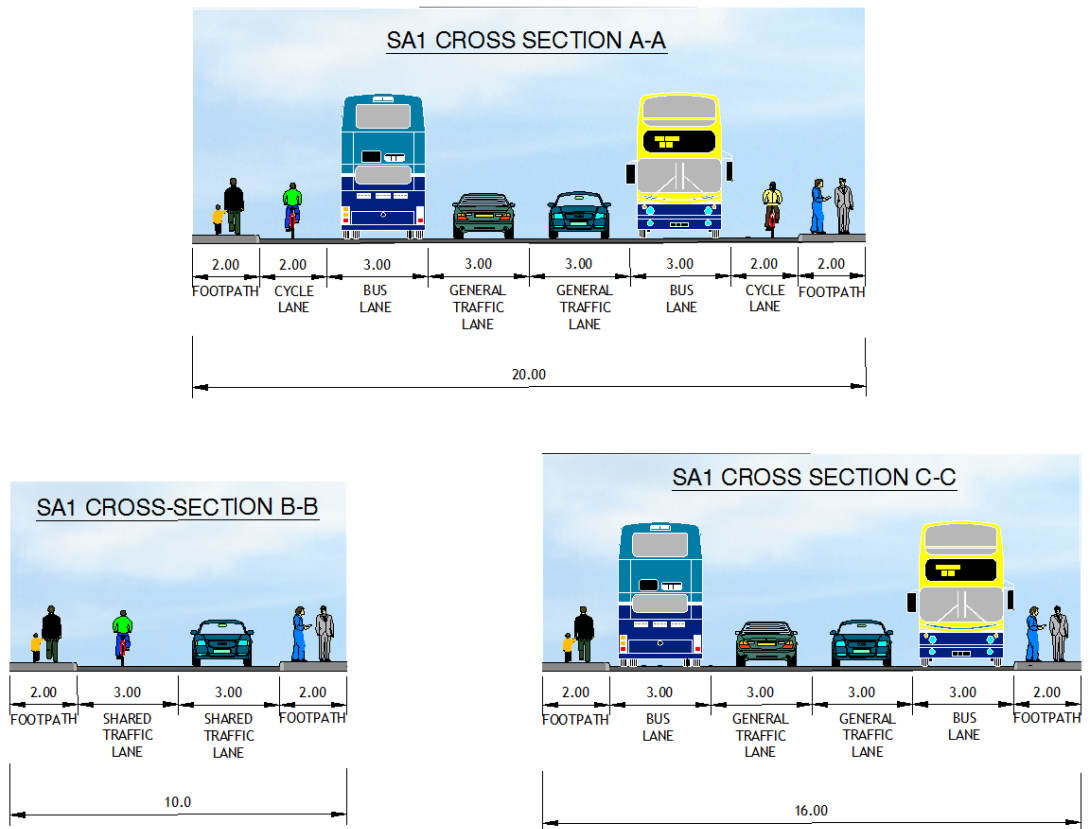 SA1 CROSS SECTION A-A
2.00 2.00 3.00 3.00 3.00 3.00 2.00 2.00
FOOTPATH CYCLE BUS GENERAL GENERAL BUS CYCLE FOOTPATH
LANE LANE TRAFFIC TRAFFIC LANE LANE
LANE LANE
20.00
SA1 CROSS-SECTION B-B
2.00 3.00 3.00 2.00
FOOTPATH SHARED SHARED FOOTPATH
TRAFFIC TRAFFIC
LANE LANE
10.0
SA1 CROSS SECTION C-C
2.00 3.00 3.00 3.00 3.00 2.00
FOOTPATH BUS GENERAL GENERAL BUS FOOTPATH
LANE TRAFFIC TRAFFIC LANE
LANE LANE
16.00